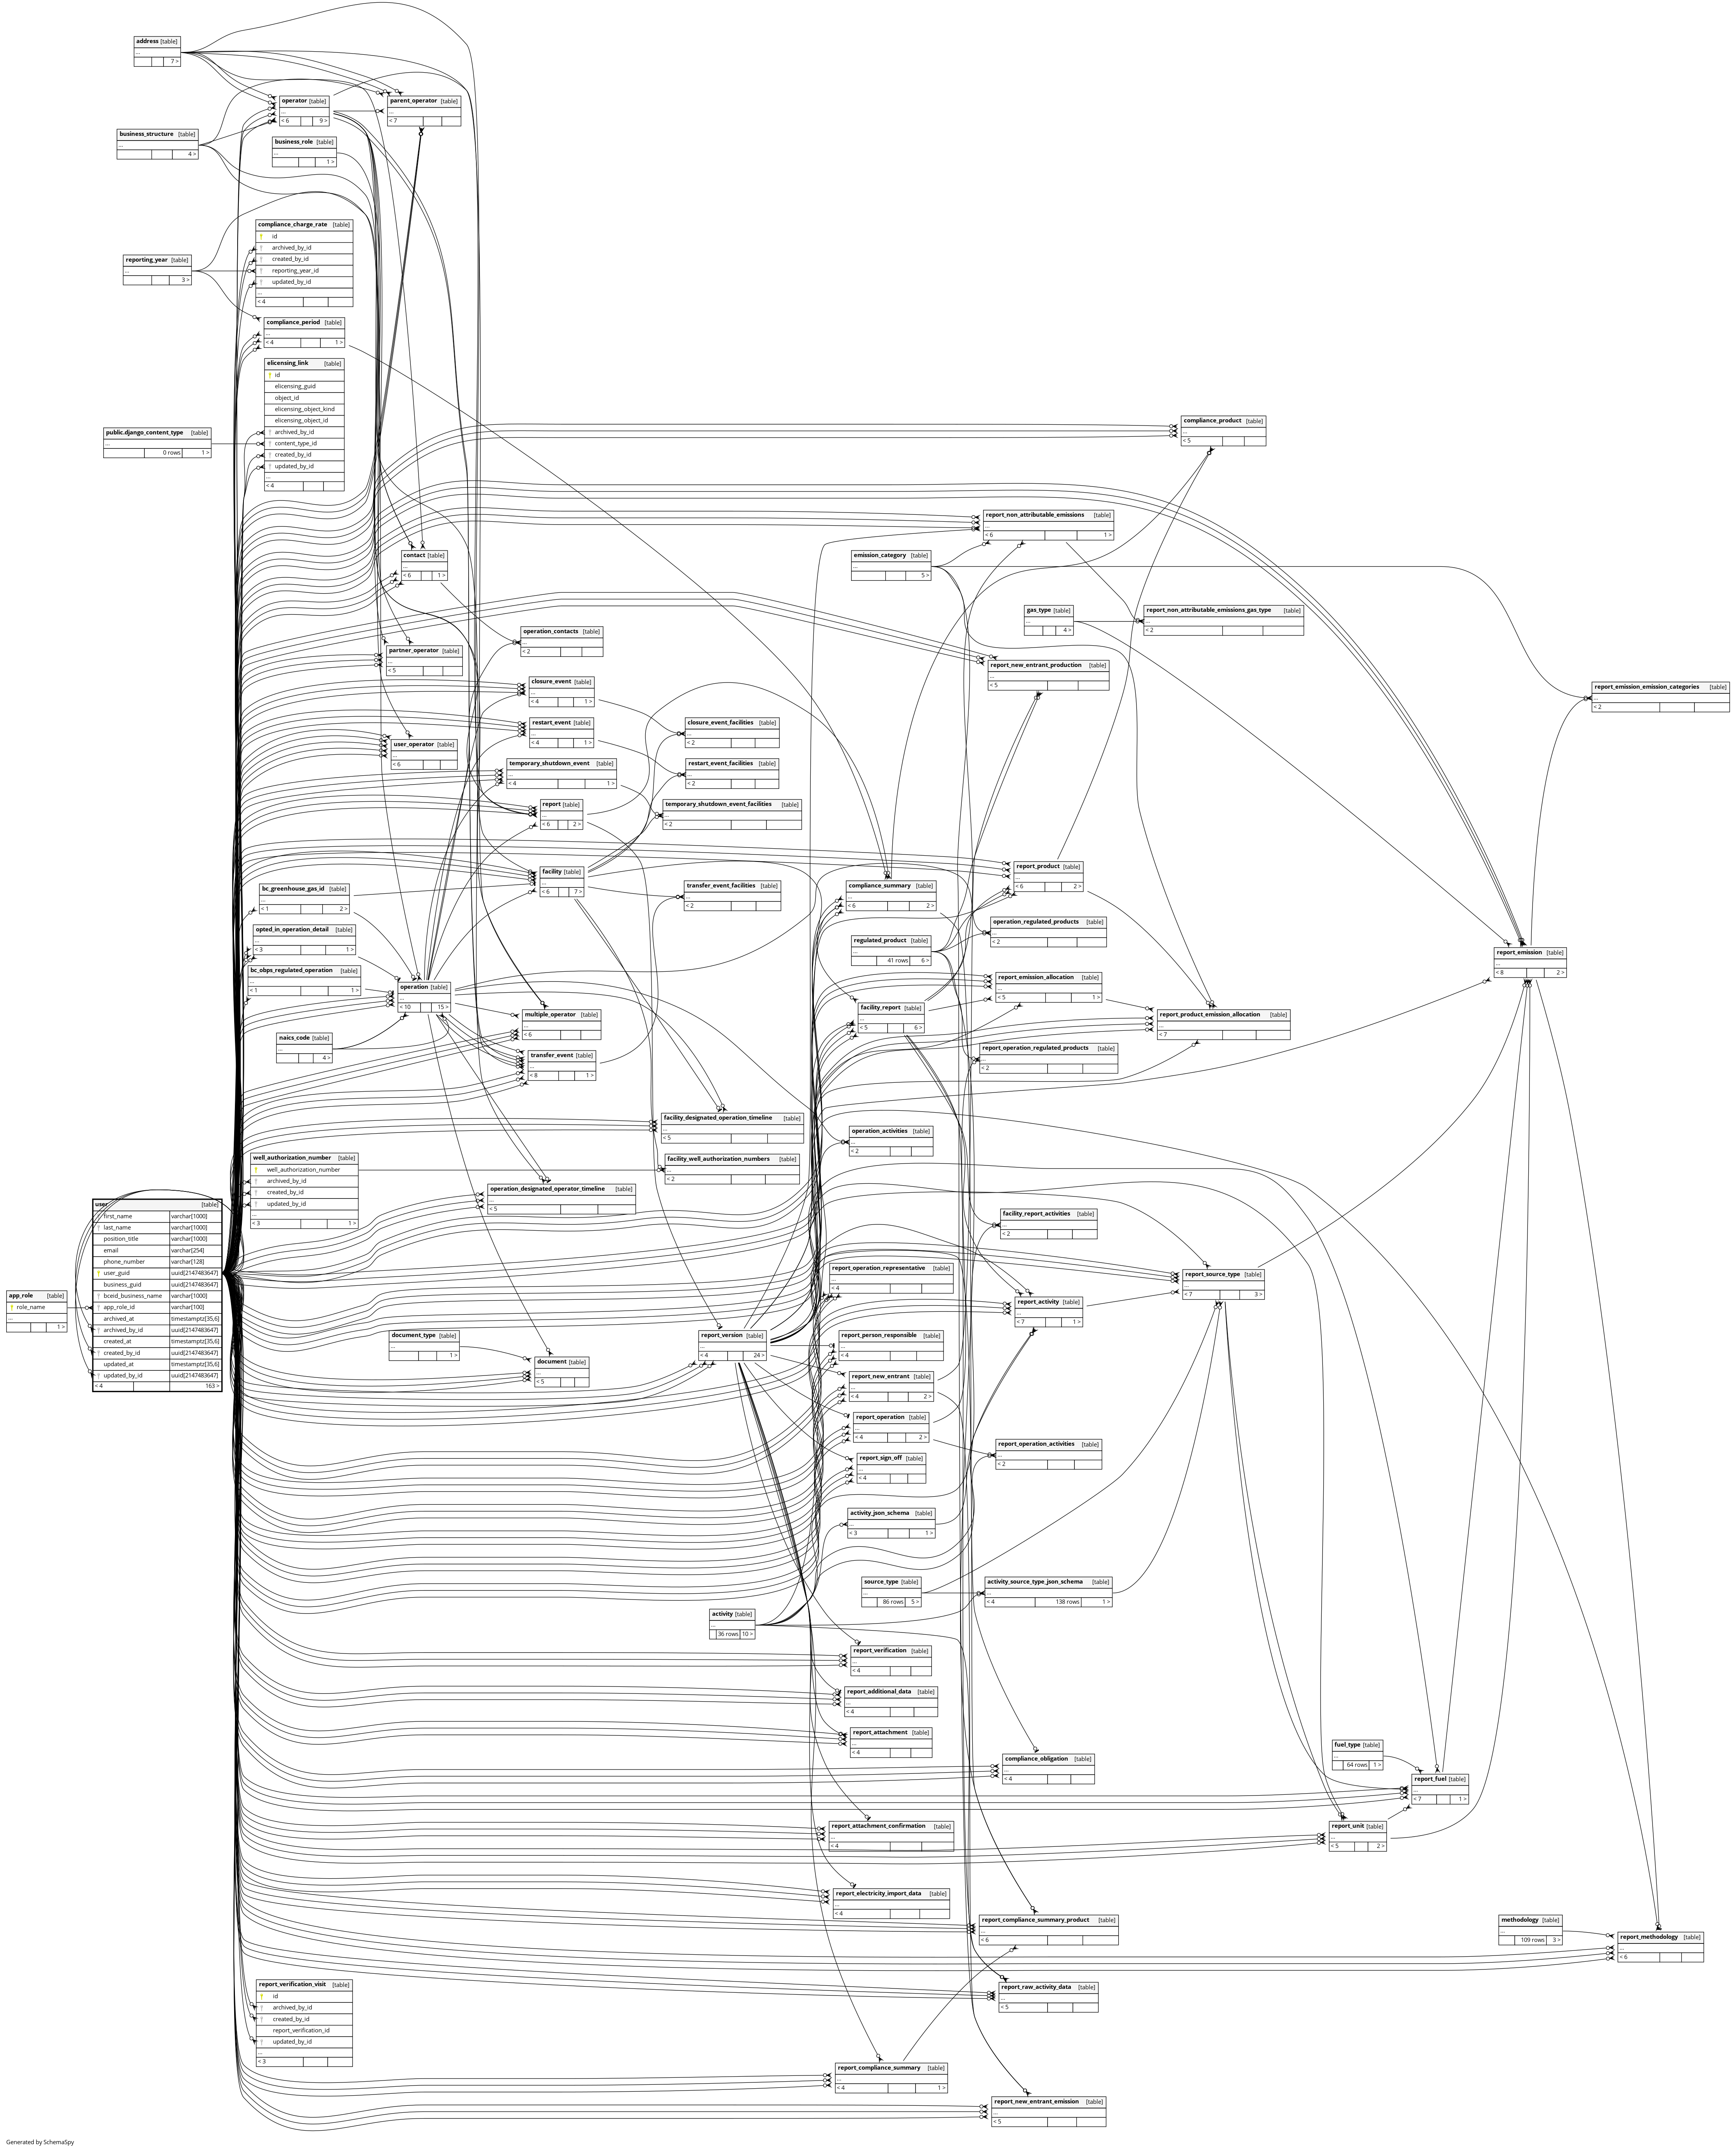 address [table]
...
7 >
operator [table]
...
< 6 9 >
parent_operator [table]
...
< 7
business_structure [table]
...
4 >
business_role [table]
...
1 >
compliance_charge_rate [table]
id
archived_by_id
created_by_id
reporting_year_id
updated_by_id
...
< 4
reporting_year [table]
...
3 >
compliance_period [table]
...
< 4 1 >
elicensing_link [table]
id
elicensing_guid
object_id
elicensing_object_kind
elicensing_object_id
archived_by_id
content_type_id
created_by_id
updated_by_id
...
< 4
public.django_content_type [table]
...
0 rows 1 >
compliance_product [table]
...
< 5
report_non_attributable_emissions [table]
...
< 6 1 >
contact [table]
...
< 6 1 >
emission_category [table]
...
5 >
gas_type [table]
...
4 >
report_non_attributable_emissions_gas_type [table]
...
< 2
operation_contacts [table]
...
< 2
partner_operator [table]
...
< 5
report_new_entrant_production [table]
...
< 5
closure_event [table]
...
< 4 1 >
report_emission_emission_categories [table]
...
< 2
restart_event [table]
...
< 4 1 >
closure_event_facilities [table]
...
< 2
user_operator [table]
...
< 6
temporary_shutdown_event [table]
...
< 4 1 >
restart_event_facilities [table]
...
< 2
report [table]
...
< 6 2 >
temporary_shutdown_event_facilities [table]
...
< 2
facility [table]
...
< 6 7 >
report_product [table]
...
< 6 2 >
bc_greenhouse_gas_id [table]
...
< 1 2 >
transfer_event_facilities [table]
...
< 2
compliance_summary [table]
...
< 6 2 >
opted_in_operation_detail [table]
...
< 3 1 >
operation_regulated_products [table]
...
< 2
regulated_product [table]
...
41 rows 6 >
report_emission [table]
...
< 8 2 >
bc_obps_regulated_operation [table]
...
< 1 1 >
report_emission_allocation [table]
...
< 5 1 >
operation [table]
...
< 10 15 >
facility_report [table]
...
< 5 6 >
multiple_operator [table]
...
< 6
report_product_emission_allocation [table]
...
< 7
naics_code [table]
...
4 >
report_operation_regulated_products [table]
...
< 2
transfer_event [table]
...
< 8 1 >
facility_designated_operation_timeline [table]
...
< 5
operation_activities [table]
...
< 2
well_authorization_number [table]
well_authorization_number
archived_by_id
created_by_id
updated_by_id
...
< 3 1 >
facility_well_authorization_numbers [table]
...
< 2
operation_designated_operator_timeline [table]
...
< 5
user [table]
first_name varchar[1000]
last_name varchar[1000]
position_title varchar[1000]
email varchar[254]
phone_number varchar[128]
user_guid uuid[2147483647]
business_guid uuid[2147483647]
bceid_business_name varchar[1000]
app_role_id varchar[100]
archived_at timestamptz[35,6]
archived_by_id uuid[2147483647]
created_at timestamptz[35,6]
created_by_id uuid[2147483647]
updated_at timestamptz[35,6]
updated_by_id uuid[2147483647]
< 4 163 >
app_role [table]
role_name
...
1 >
facility_report_activities [table]
...
< 2
report_operation_representative [table]
...
< 4
report_source_type [table]
...
< 7 3 >
report_activity [table]
...
< 7 1 >
document_type [table]
...
1 >
report_version [table]
...
< 4 24 >
report_person_responsible [table]
...
< 4
document [table]
...
< 5
report_new_entrant [table]
...
< 4 2 >
report_operation [table]
...
< 4 2 >
report_operation_activities [table]
...
< 2
report_sign_off [table]
...
< 4
activity_json_schema [table]
...
< 3 1 >
source_type [table]
...
86 rows 5 >
activity_source_type_json_schema [table]
...
< 4 138 rows 1 >
activity [table]
...
36 rows 10 >
report_verification [table]
...
< 4
report_additional_data [table]
...
< 4
report_attachment [table]
...
< 4
compliance_obligation [table]
...
< 4
fuel_type [table]
...
64 rows 1 >
report_fuel [table]
...
< 7 1 >
report_attachment_confirmation [table]
...
< 4
report_unit [table]
...
< 5 2 >
report_electricity_import_data [table]
...
< 4
report_compliance_summary_product [table]
...
< 6
methodology [table]
...
109 rows 3 >
report_methodology [table]
...
< 6
report_verification_visit [table]
id
archived_by_id
created_by_id
report_verification_id
updated_by_id
...
< 3
report_raw_activity_data [table]
...
< 5
report_compliance_summary [table]
...
< 4 1 >
report_new_entrant_emission [table]
...
< 5
Generated by SchemaSpy